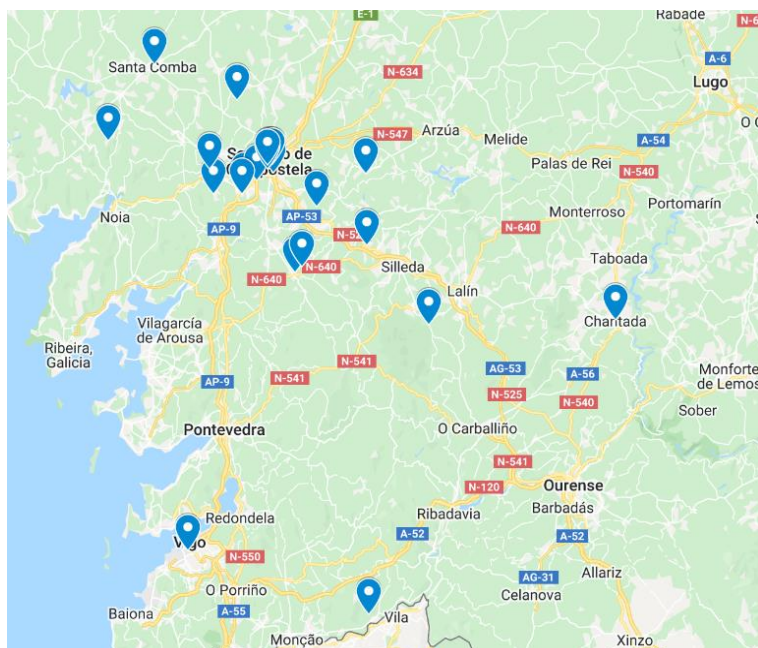 Rábade
E-1
N-6
Santa Comba
N-634
A-6
Lugo
N-547
Arzúa
Melide
A-54
Palas de Rei
N-540
Noia
AP-9
AP-53
Monterroso
Portomarín
N-640
N-640
N-640
Silleda
Taboada
Lalín
Vilagarcía
de Arousa
Chantada
Ribeira,
Galicia
N-541
AG-53
A-56
Monforte
de Lemos
AP-9
N-541
N-525
N-540
Sober
Pontevedra
O Carballiño
N-541
N-120
Ourense
Redondela
Ribadavia
Barbadás
Vigo
A-52
A-52
N-550
AG-31
Allariz
O Porriño
Celanova
Baiona
A-55
Vila
Monção
Xinzo